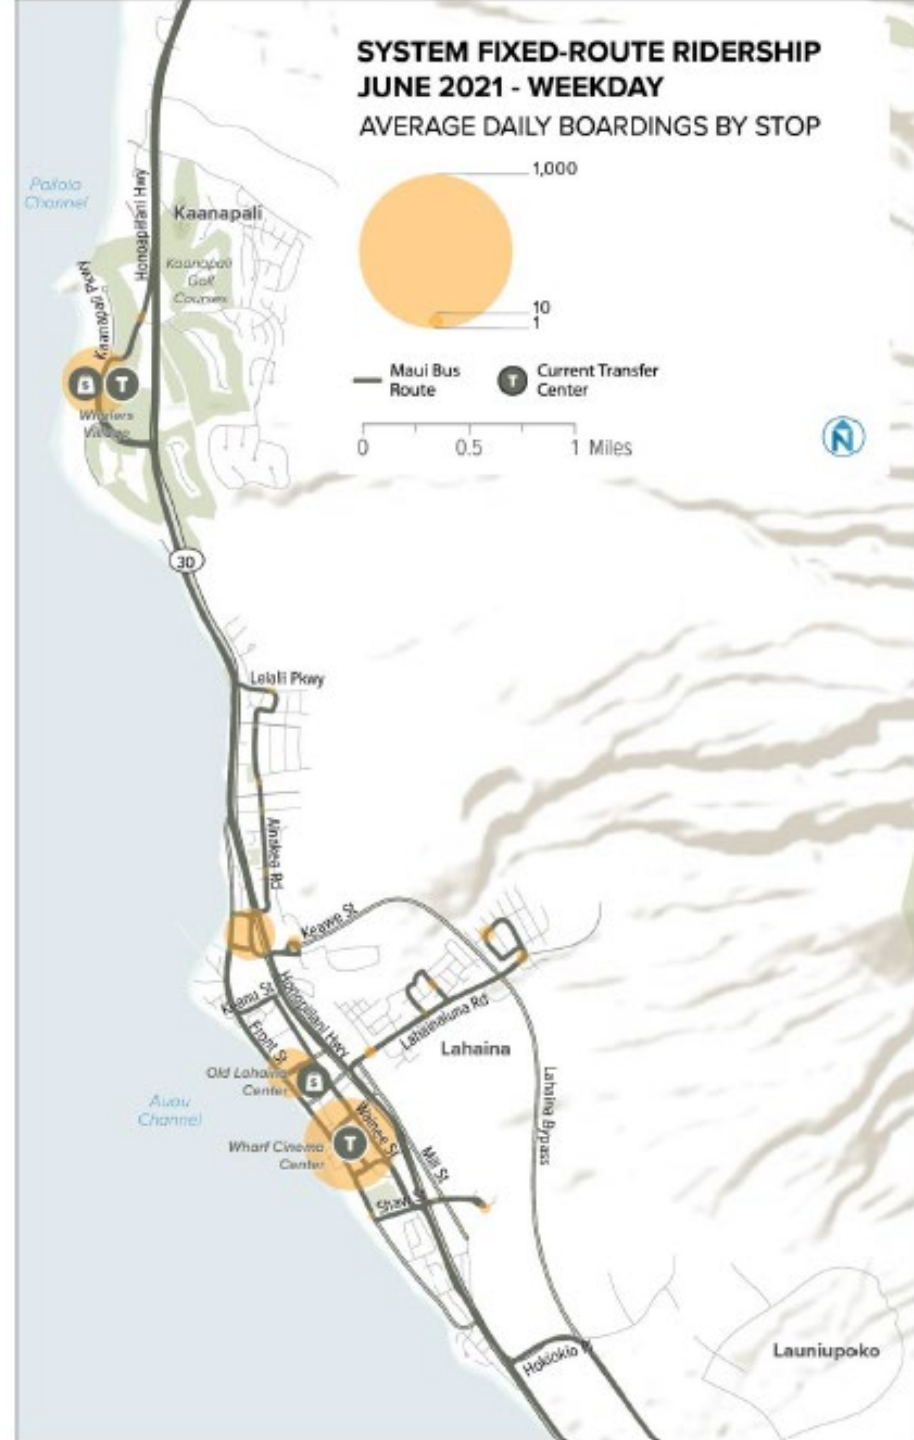 SYSTEM FIXED-ROUTE RIDERSHIP
JUNE 2021 - WEEKDAY
AVERAGE DAILY BOARDINGS BY STOP
1,000
10
1
Maui Bus
Route
T
Current Transfer
Center
0
0.5
1 Miles
N
Pailolo
Channel
Honoapiilani Hwy
Kaanapali
Kaanapali
Golf
Courses
Kaanapali Pkwy
$
T
Whalers
Village
30
Leialii Pkwy
Keawe St
Kenui St
Honoapiilani Hwy
Front St
Lahainaluna Rd
Lahaina
Old Lahaina
Center
$
Auau
Channel
Wainee St
Wharf Cinema
Center
T
Mill St
Lahaina Bypass
Shaw St
Hokiokio Pl
Launiupoko